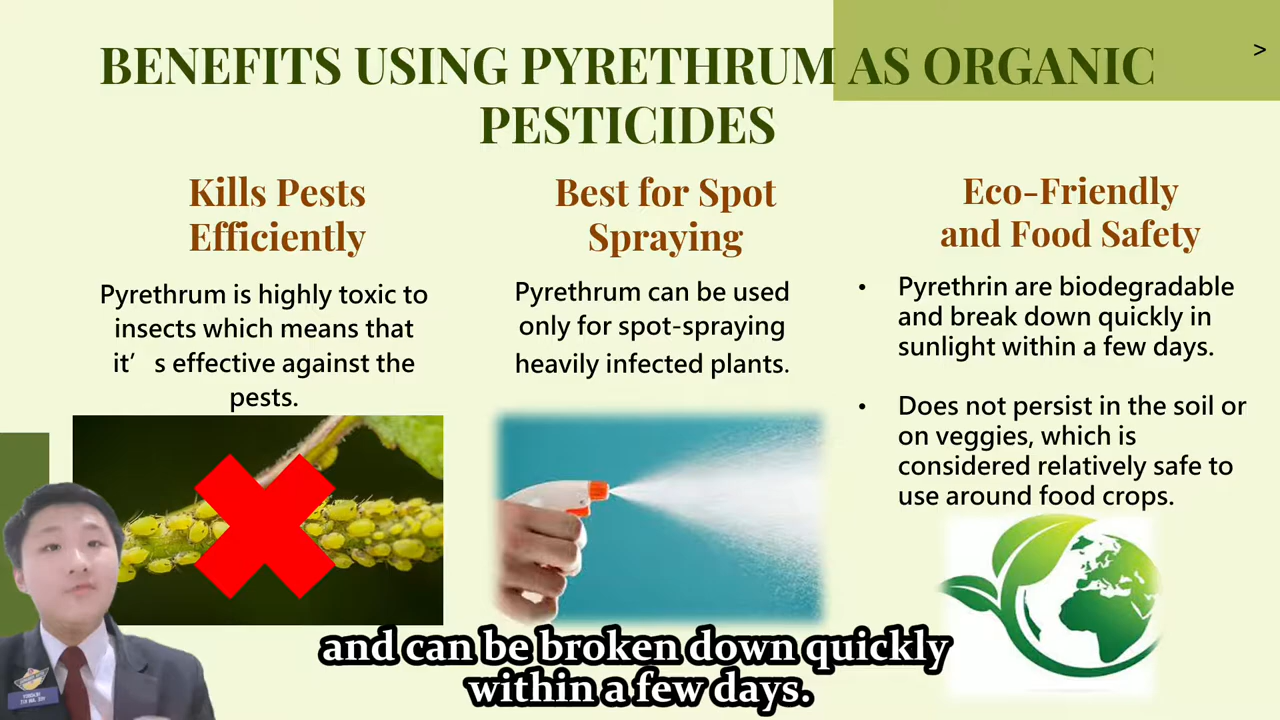 >
BENEFITS USING PYRETHRUM AS ORGANIC
PESTICIDES
Kills Pests
Efficiently
Pyrethrum is highly toxic to
insects which means that
it’ s effective against the
pests.
Best for Spot
Spraying
Pyrethrum can be used
only for spot-spraying
heavily infected plants.
Eco-Friendly
and Food Safety
• Pyrethrin are biodegradable
and break down quickly in
sunlight within a few days.
• Does not persist in the soil or
on veggies, which is
considered relatively safe to
use around food crops.
and can be broken down quickly
within a few days.